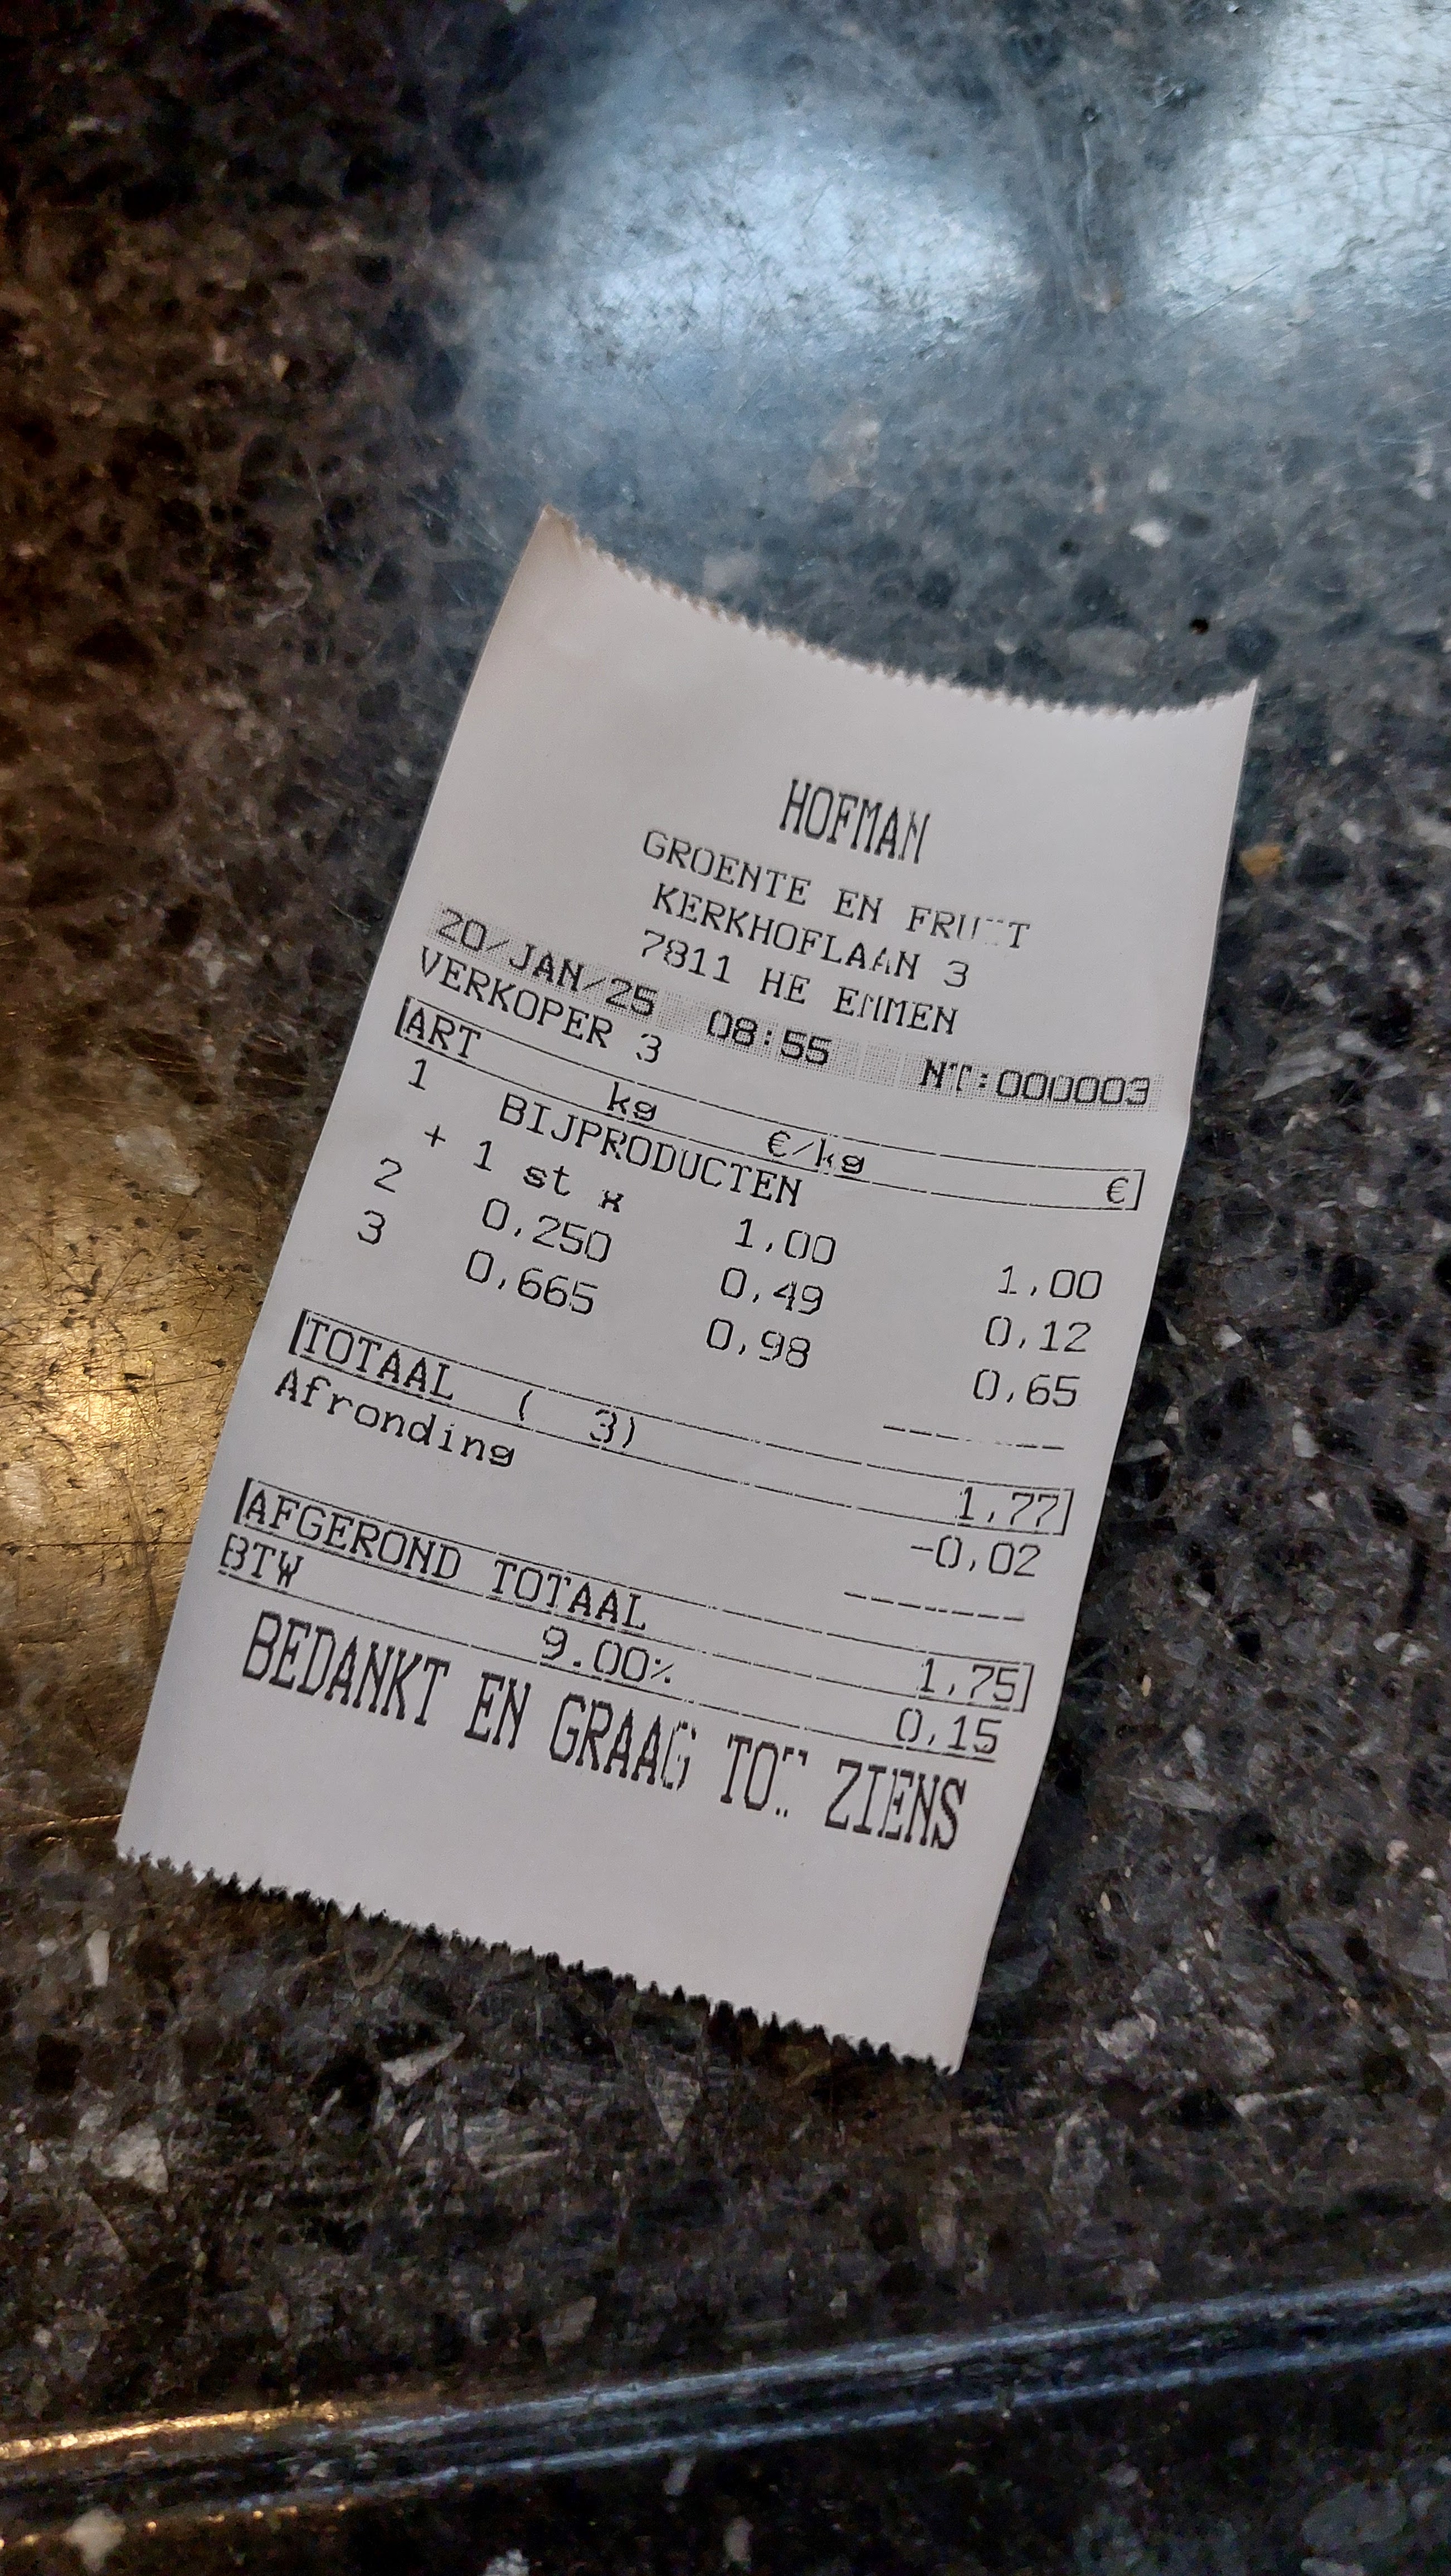 HOFMAN
GROENTE EN FRUIT
KERKHOFLAAN 3
7811 HE EMMEN
20/JAN/25 08:55 NT:000003
VERKOPER 3
ART kg €/kg €
1 BIJPRODUCTEN
+ 1 st x 1,00 1,00
2 0,250 0,49 0,12
3 0,665 0,98 0,65
TOTAAL ( 3) 1,77
Afronding -0,02
AFGEROND TOTAAL 1,75
BTW 9.00% 0,15
BEDANKT EN GRAAG TOT ZIENS